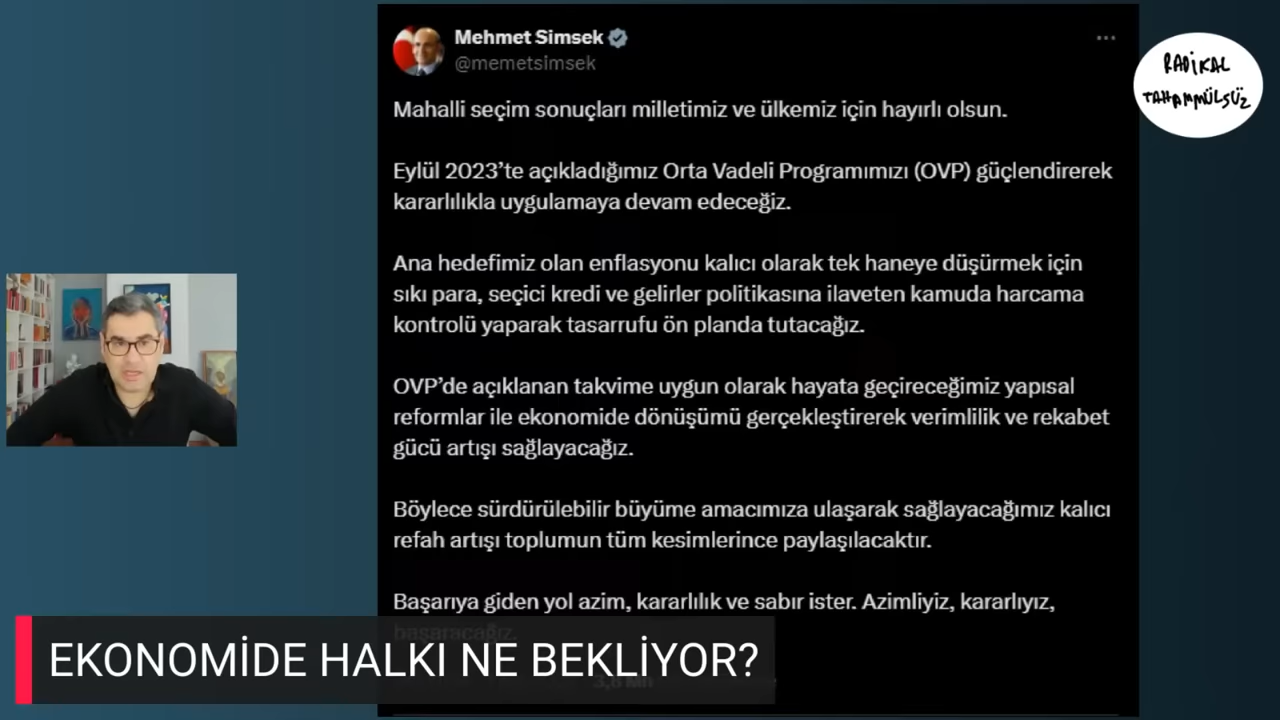 Mehmet Simsek
@memetsimsek
Mahalli seçim sonuçları milletimiz ve ülkemiz için hayırlı olsun.
Eylül 2023’te açıkladığımız Orta Vadeli Programımızı (OVP) güçlendirerek
kararlılıkla uygulamaya devam edeceğiz.
Ana hedefimiz olan enflasyonu kalıcı olarak tek haneye düşürmek için
sıkı para, seçici kredi ve gelirler politikasına ilaveten kamuda harcama
kontrolü yaparak tasarrufu ön planda tutacağız.
OVP’de açıklanan takvime uygun olarak hayata geçireceğimiz yapısal
reformlar ile ekonomide dönüşümü gerçekleştirerek verimlilik ve rekabet
gücü artışı sağlayacağız.
Böylece sürdürülebilir büyüme amacımıza ulaşarak sağlayacağımız kalıcı
refah artışı toplumun tüm kesimlerince paylaşılacaktır.
Başarıya giden yol azim, kararlılık ve sabır ister. Azimliyiz, kararlıyız,
başaracağız.
EKONOMİDE HALKI NE BEKLİYOR?
RADİKAL
TAHAMMÜLSÜZ